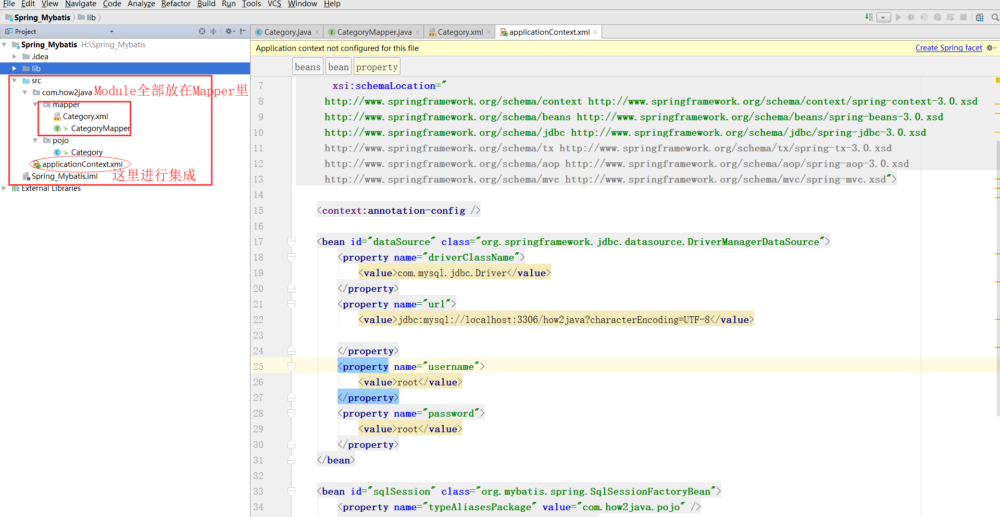 File Edit View Navigate Code Analyze Refactor Build Run Tools VCS Window Help
Spring_Mybatis lib
Project
Category.java CategoryMapper.java Category.xml applicationContext.xml
Spring_Mybatis H:\Spring_Mybatis
.idea
lib
src
com.how2java Module全部放在Mapper里
mapper
Category.xml
CategoryMapper
pojo
Category
applicationContext.xml
这里进行集成
Spring_Mybatis.iml
External Libraries
Application context not configured for this file Create Spring facet
beans bean property
7 xsi:schemaLocation="
8 http://www.springframework.org/schema/context http://www.springframework.org/schema/context/spring-context-3.0.xsd
9 http://www.springframework.org/schema/beans http://www.springframework.org/schema/beans/spring-beans-3.0.xsd
10 http://www.springframework.org/schema/jdbc http://www.springframework.org/schema/jdbc/spring-jdbc-3.0.xsd
11 http://www.springframework.org/schema/tx http://www.springframework.org/schema/tx/spring-tx-3.0.xsd
12 http://www.springframework.org/schema/aop http://www.springframework.org/schema/aop/spring-aop-3.0.xsd
13 http://www.springframework.org/schema/mvc http://www.springframework.org/schema/mvc/spring-mvc.xsd">
14
15 <context:annotation-config />
16
17 <bean id="dataSource" class="org.springframework.jdbc.datasource.DriverManagerDataSource">
18 <property name="driverClassName">
19 <value>com.mysql.jdbc.Driver</value>
20 </property>
21 <property name="url">
22 <value>jdbc:mysql://localhost:3306/how2java?characterEncoding=UTF-8</value>
23
24 </property>
25 <property name="username">
26 <value>root</value>
27 </property>
28 <property name="password">
29 <value>root</value>
30 </property>
31 </bean>
32
33 <bean id="sqlSession" class="org.mybatis.spring.SqlSessionFactoryBean">
34 <property name="typeAliasesPackage" value="com.how2java.pojo" />